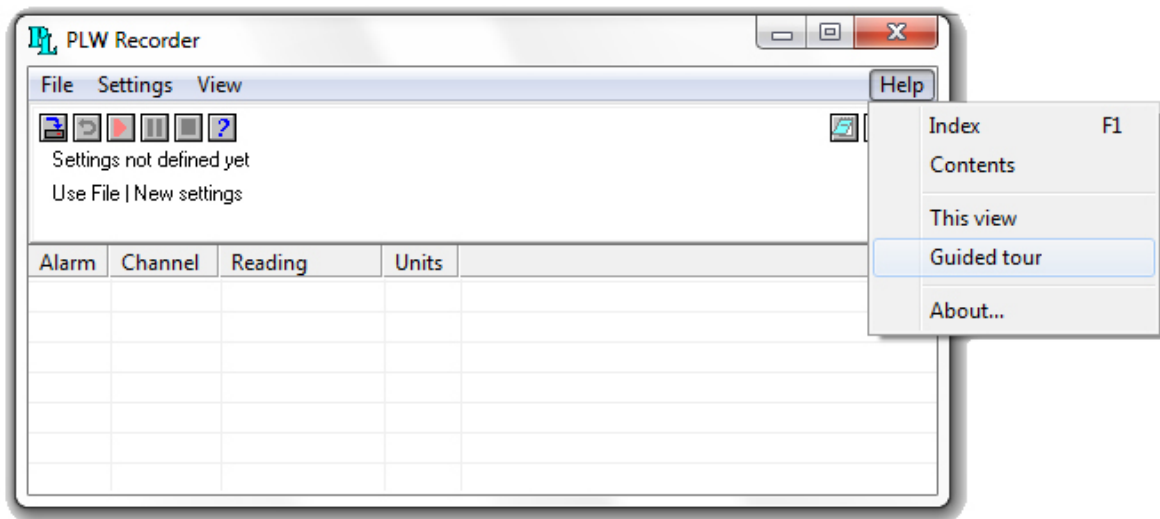 PLW Recorder
File Settings View Help
Settings not defined yet
Use File | New settings
Alarm Channel Reading Units
Index F1
Contents
This view
Guided tour
About...